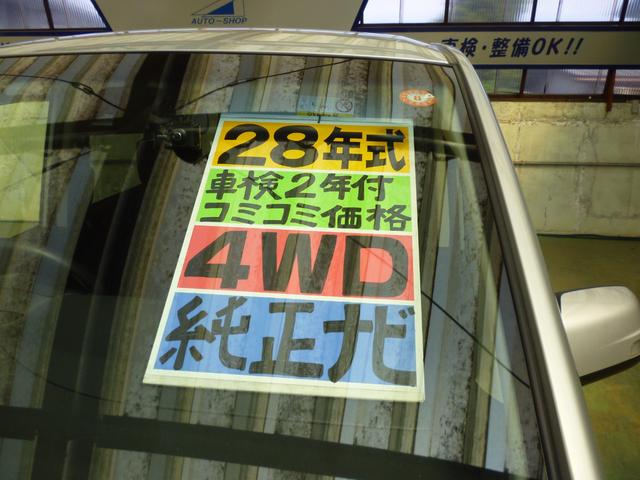 AUTO-SHOP
車検・整備OK!!
28年式
車検2年付
コミコミ価格
4WD
純正ナビ